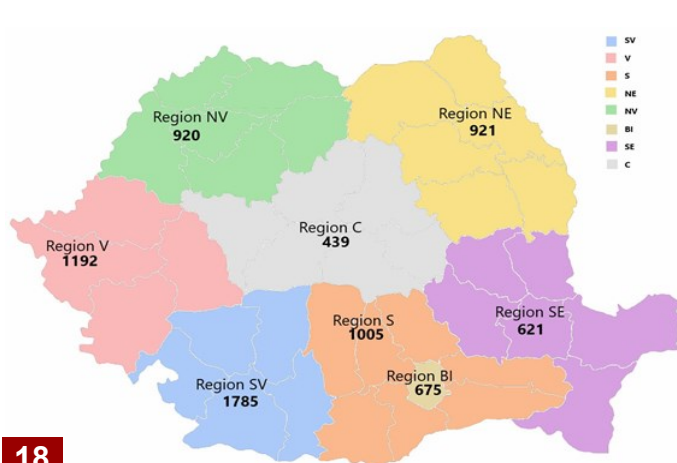 SV
V
S
NE
NV
BI
SE
C
Region NV
920
Region NE
921
Region C
439
Region V
1192
Region S
1005
Region SE
621
Region SV
1785
Region BI
675
18